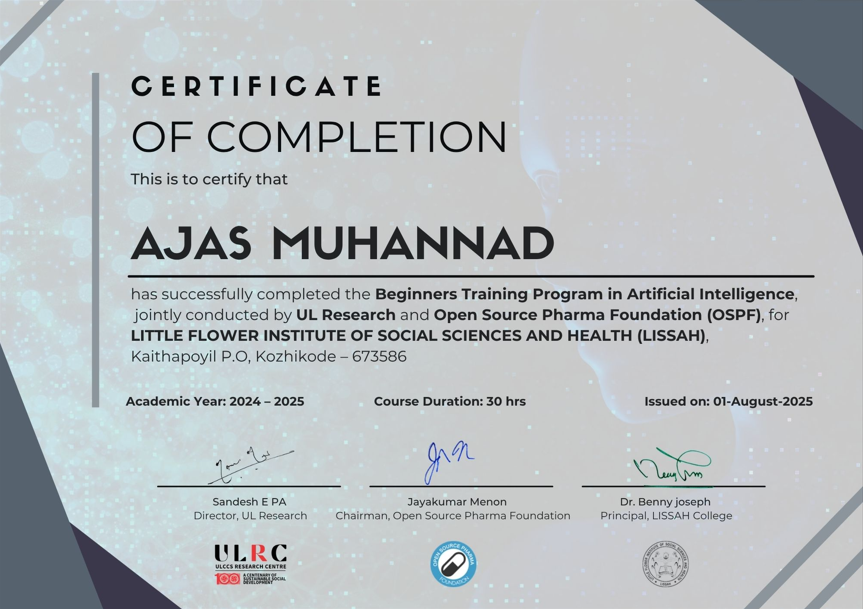 CERTIFICATE
OF COMPLETION
This is to certify that
AJAS MUHANNAD
has successfully completed the Beginners Training Program in Artificial Intelligence,
jointly conducted by UL Research and Open Source Pharma Foundation (OSPF), for
LITTLE FLOWER INSTITUTE OF SOCIAL SCIENCES AND HEALTH (LISSAH),
Kaithapoyil P.O, Kozhikode – 673586
Academic Year: 2024 – 2025 Course Duration: 30 hrs Issued on: 01-August-2025
Sandesh E PA Jayakumar Menon Dr. Benny joseph
Director, UL Research Chairman, Open Source Pharma Foundation Principal, LISSAH College
ULRC
ULCCS RESEARCH CENTRE
100 A CENTENARY OF
SUSTAINABLE SOCIAL
DEVELOPMENT
OPEN SOURCE PHARMA
FOUNDATION